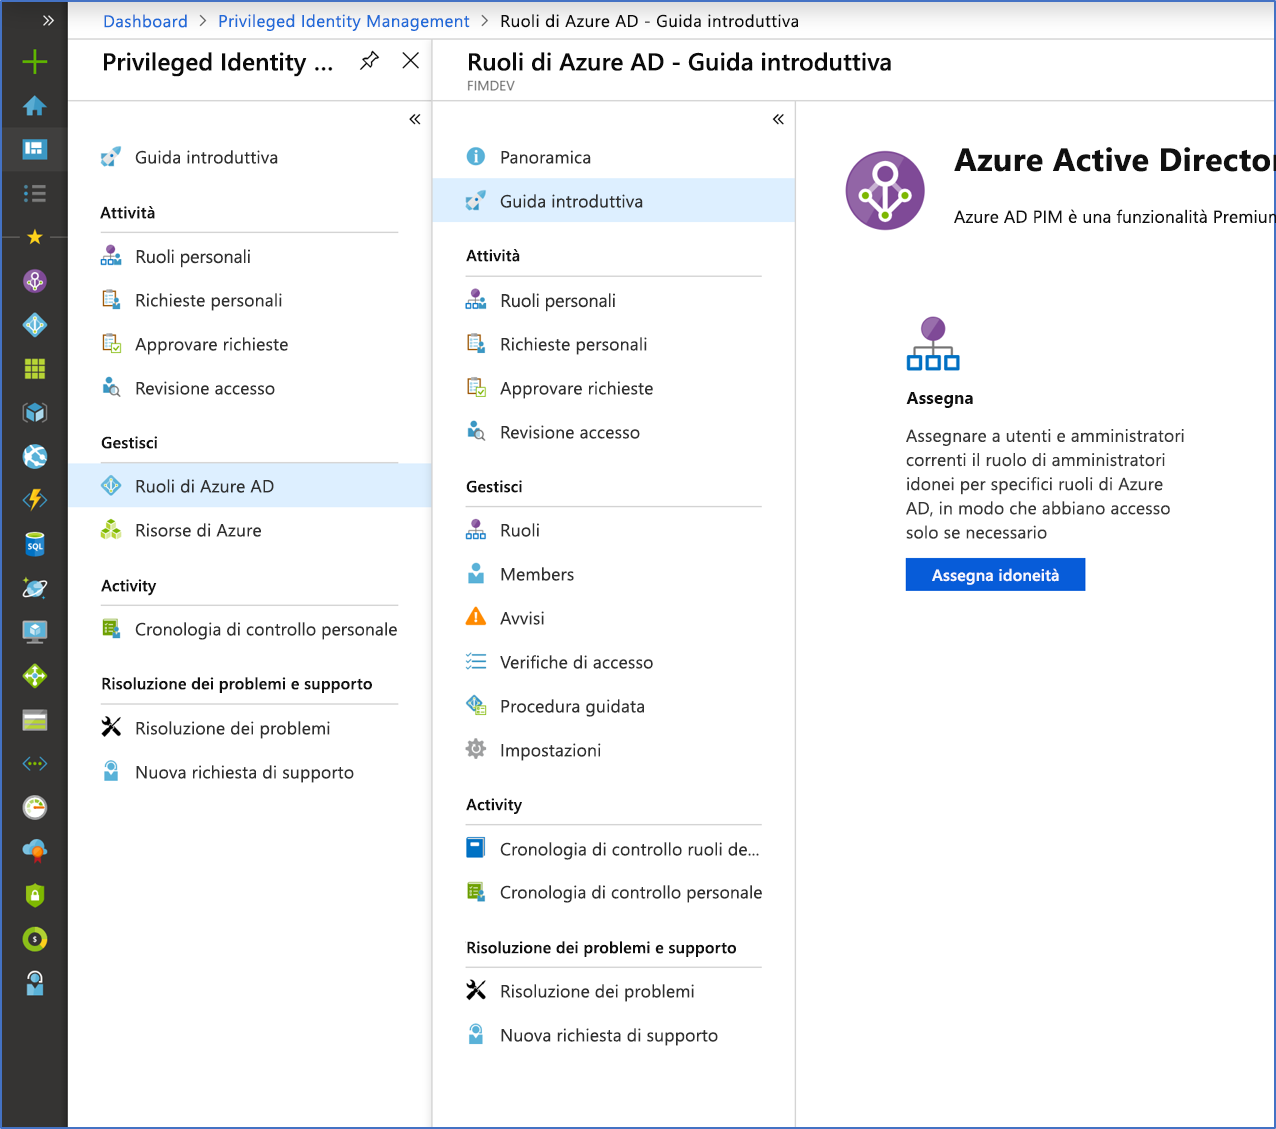 Dashboard > Privileged Identity Management > Ruoli di Azure AD - Guida introduttiva
Privileged Identity ...
Guida introduttiva
Attività
Ruoli personali
Richieste personali
Approvare richieste
Revisione accesso
Gestisci
Ruoli di Azure AD
Risorse di Azure
Activity
Cronologia di controllo personale
Risoluzione dei problemi e supporto
Risoluzione dei problemi
Nuova richiesta di supporto
Ruoli di Azure AD - Guida introduttiva
FIMDEV
Panoramica
Guida introduttiva
Attività
Ruoli personali
Richieste personali
Approvare richieste
Revisione accesso
Gestisci
Ruoli
Members
Avvisi
Verifiche di accesso
Procedura guidata
Impostazioni
Activity
Cronologia di controllo ruoli de...
Cronologia di controllo personale
Risoluzione dei problemi e supporto
Risoluzione dei problemi
Nuova richiesta di supporto
Azure Active Director
Azure AD PIM è una funzionalità Premium
Assegna
Assegnare a utenti e amministratori
correnti il ruolo di amministratori
idonei per specifici ruoli di Azure
AD, in modo che abbiano accesso
solo se necessario
Assegna idoneità
SQL